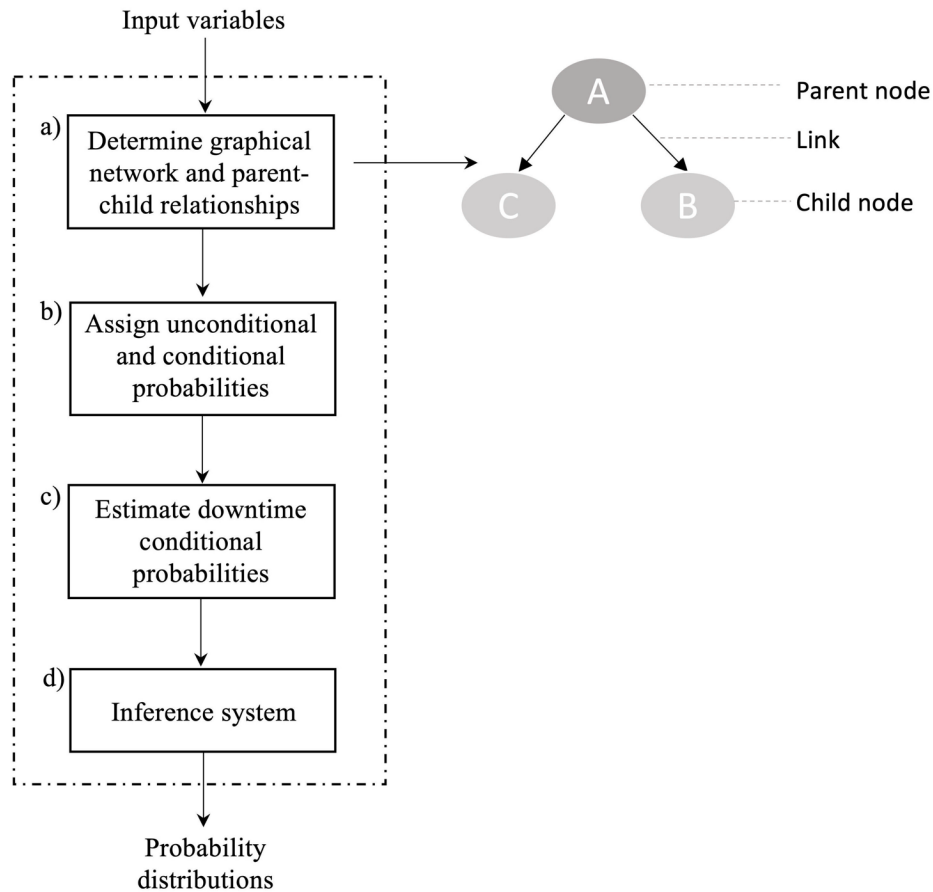 Input variables
a)
Determine graphical
network and parent-
child relationships
b)
Assign unconditional
and conditional
probabilities
c)
Estimate downtime
conditional
probabilities
d)
Inference system
Probability
distributions
A
Parent node
Link
C
B
Child node